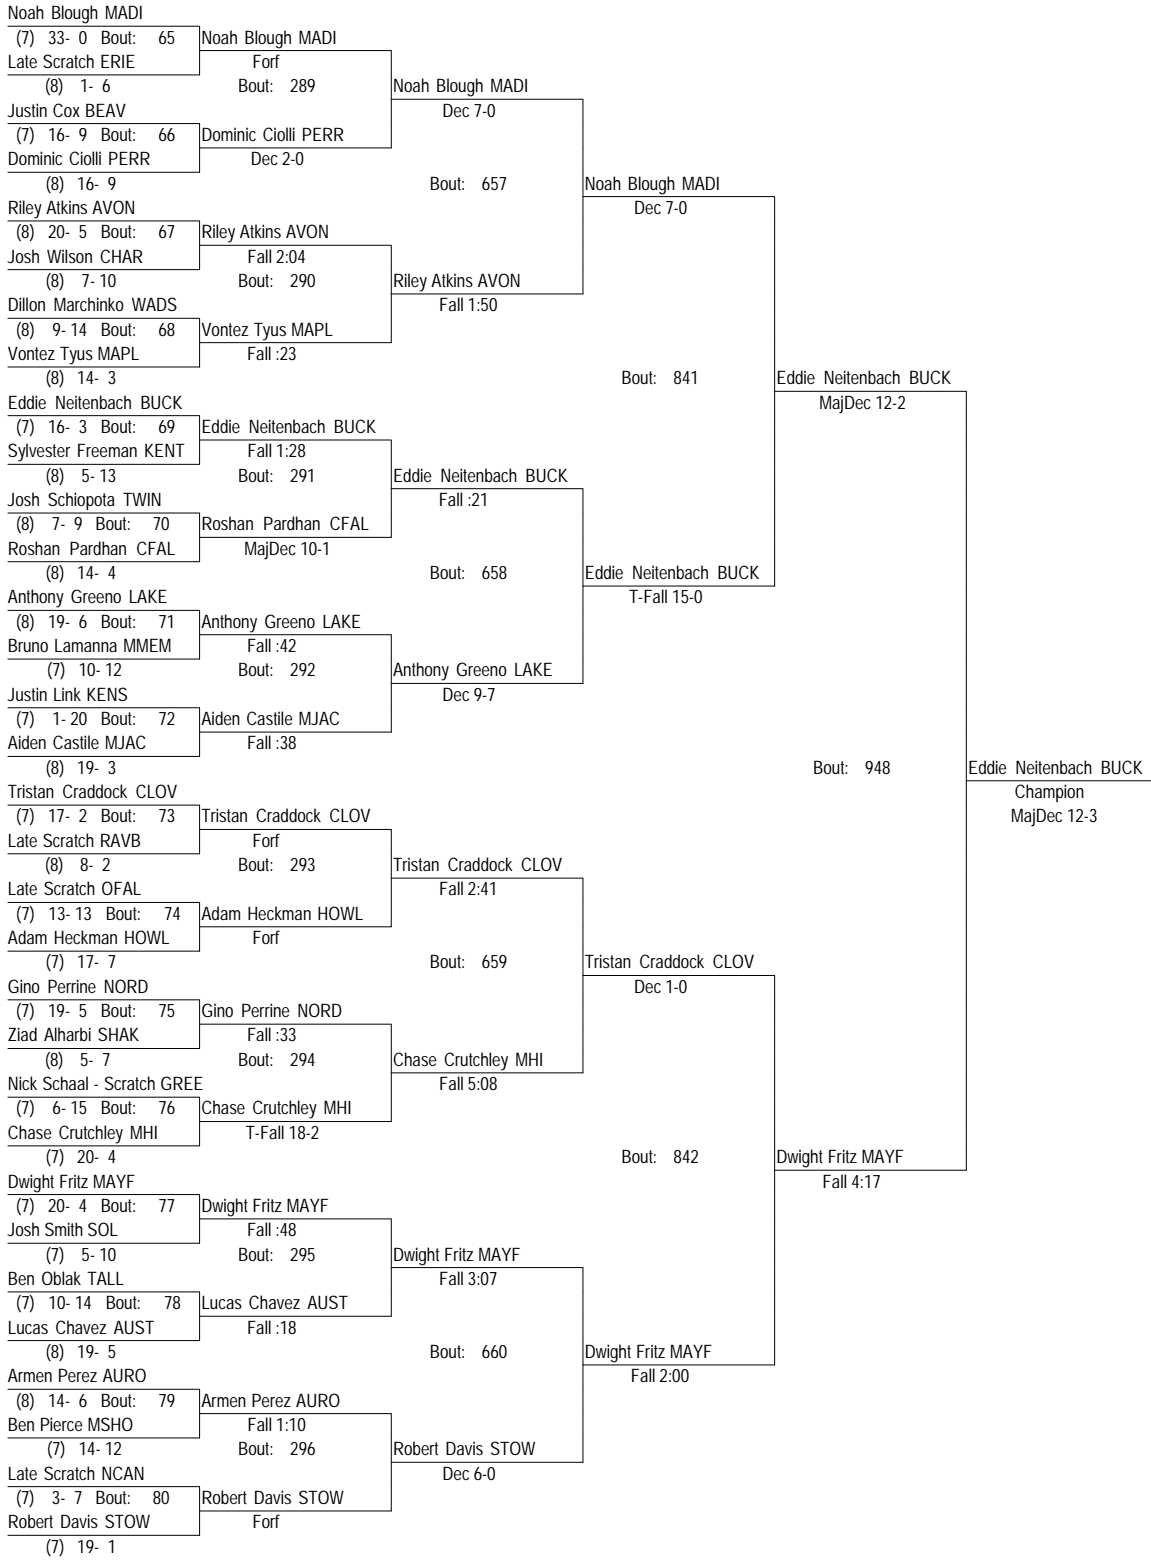 Noah Blough MADI
(7) 33- 0 Bout: 65 Noah Blough MADI
Late Scratch ERIE Forf
(8) 1- 6 Bout: 289 Noah Blough MADI
Justin Cox BEAV Dec 7-0
(7) 16- 9 Bout: 66 Dominic Ciolli PERR
Dominic Ciolli PERR Dec 2-0
(8) 16- 9 Bout: 657 Noah Blough MADI
Riley Atkins AVON Dec 7-0
(8) 20- 5 Bout: 67 Riley Atkins AVON
Josh Wilson CHAR Fall 2:04
(8) 7- 10 Bout: 290 Riley Atkins AVON
Dillon Marchinko WADS Fall 1:50
(8) 9- 14 Bout: 68 Vontez Tyus MAPL
Vontez Tyus MAPL Fall :23
(8) 14- 3 Bout: 841 Eddie Neitenbach BUCK
Eddie Neitenbach BUCK MajDec 12-2
(7) 16- 3 Bout: 69 Eddie Neitenbach BUCK
Sylvester Freeman KENT Fall 1:28
(8) 5- 13 Bout: 291 Eddie Neitenbach BUCK
Josh Schiopota TWIN Fall :21
(8) 7- 9 Bout: 70 Roshan Pardhan CFAL
Roshan Pardhan CFAL MajDec 10-1
(8) 14- 4 Bout: 658 Eddie Neitenbach BUCK
Anthony Greeno LAKE T-Fall 15-0
(8) 19- 6 Bout: 71 Anthony Greeno LAKE
Bruno Lamanna MMEM Fall :42
(7) 10- 12 Bout: 292 Anthony Greeno LAKE
Justin Link KENS Dec 9-7
(7) 1- 20 Bout: 72 Aiden Castile MJAC
Aiden Castile MJAC Fall :38
(8) 19- 3 Bout: 948 Eddie Neitenbach BUCK
Tristan Craddock CLOV Champion
(7) 17- 2 Bout: 73 Tristan Craddock CLOV MajDec 12-3
Late Scratch RAVB Forf
(8) 8- 2 Bout: 293 Tristan Craddock CLOV
Late Scratch OFAL Fall 2:41
(7) 13- 13 Bout: 74 Adam Heckman HOWL
Adam Heckman HOWL Forf
(7) 17- 7 Bout: 659 Tristan Craddock CLOV
Gino Perrine NORD Dec 1-0
(7) 19- 5 Bout: 75 Gino Perrine NORD
Ziad Alharbi SHAK Fall :33
(8) 5- 7 Bout: 294 Chase Crutchley MHI
Nick Schaal - Scratch GREE Fall 5:08
(7) 6- 15 Bout: 76 Chase Crutchley MHI
Chase Crutchley MHI T-Fall 18-2
(7) 20- 4 Bout: 842 Dwight Fritz MAYF
Dwight Fritz MAYF Fall 4:17
(7) 20- 4 Bout: 77 Dwight Fritz MAYF
Josh Smith SOL Fall :48
(7) 5- 10 Bout: 295 Dwight Fritz MAYF
Ben Oblak TALL Fall 3:07
(7) 10- 14 Bout: 78 Lucas Chavez AUST
Lucas Chavez AUST Fall :18
(8) 19- 5 Bout: 660 Dwight Fritz MAYF
Armen Perez AURO Fall 2:00
(8) 14- 6 Bout: 79 Armen Perez AURO
Ben Pierce MSHO Fall 1:10
(7) 14- 12 Bout: 296 Robert Davis STOW
Late Scratch NCAN Dec 6-0
(7) 3- 7 Bout: 80 Robert Davis STOW
Robert Davis STOW Forf
(7) 19- 1